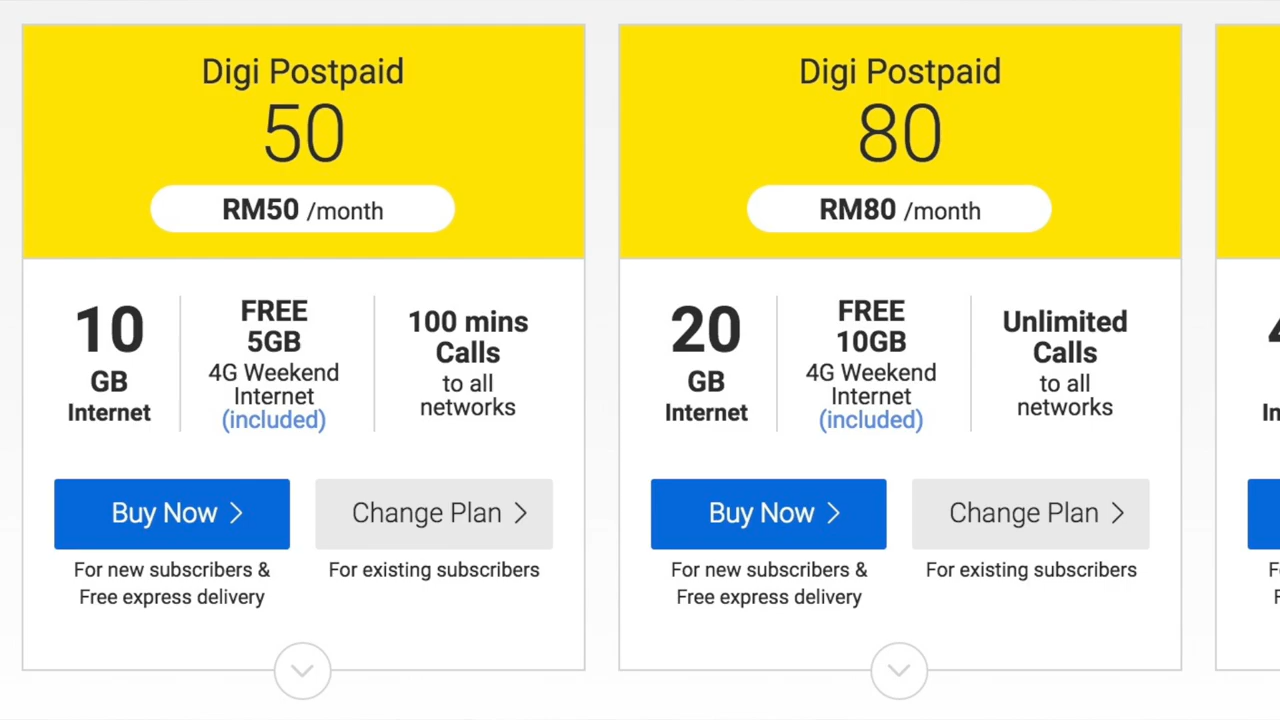 Digi Postpaid
50
RM50 /month
10
GB
Internet
FREE
5GB
4G Weekend
Internet
(included)
100 mins
Calls
to all
networks
Buy Now
Change Plan
For new subscribers &
Free express delivery
For existing subscribers
Digi Postpaid
80
RM80 /month
20
GB
Internet
FREE
10GB
4G Weekend
Internet
(included)
Unlimited
Calls
to all
networks
Buy Now
Change Plan
For new subscribers &
Free express delivery
For existing subscribers